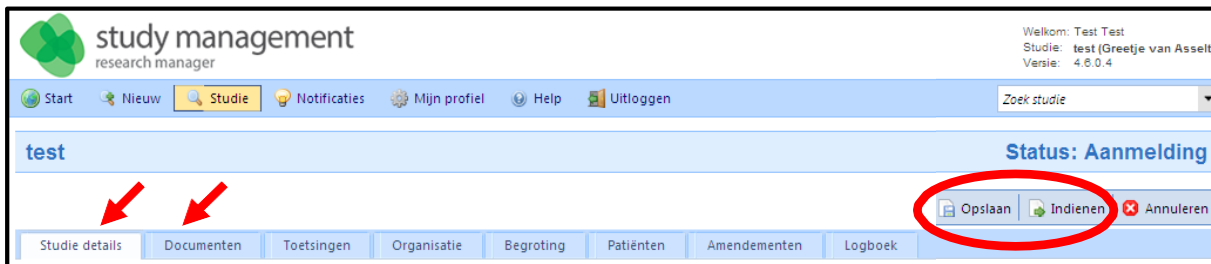 study management
research manager
Welkom: Test Test
Studie: test (Greetje van Asselt
Versie: 4.6.0.4
Start Nieuw Studie Notificaties Mijn profiel Help Uitloggen Zoek studie
test Status: Aanmelding
Opslaan Indienen Annuleren
Studie details Documenten Toetsingen Organisatie Begroting Patiënten Amendementen Logboek